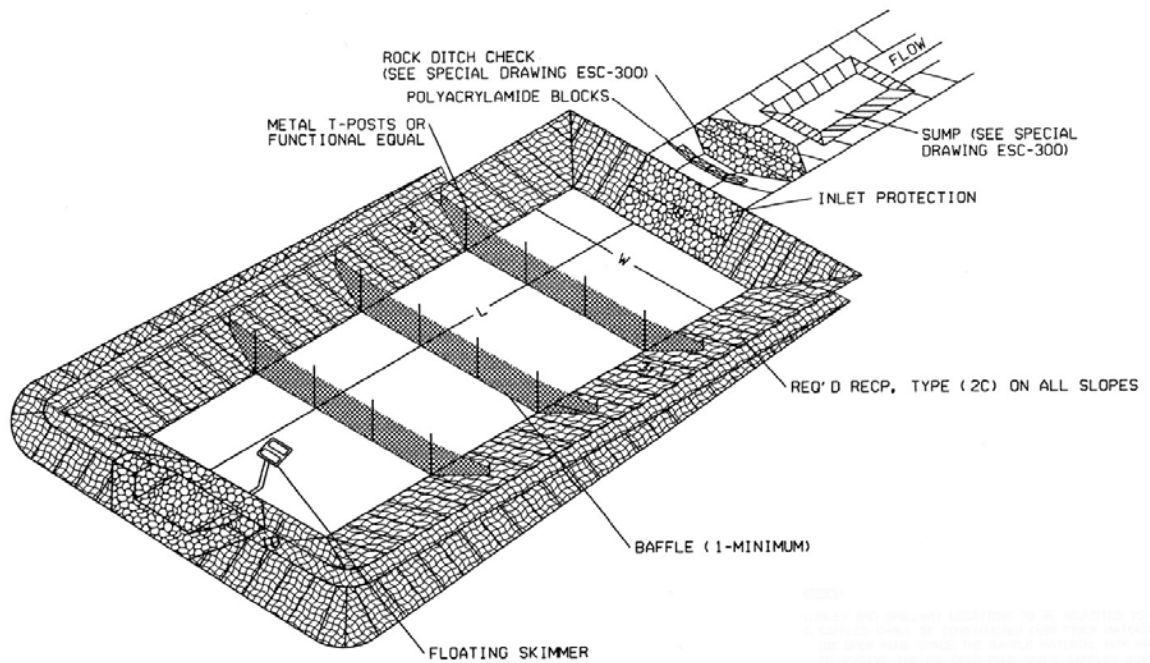 ROCK DITCH CHECK
(SEE SPECIAL DRAWING ESC-300)
POLYACRYLAMIDE BLOCKS
METAL T-POSTS OR
FUNCTIONAL EQUAL
FLOW
SUMP (SEE SPECIAL
DRAWING ESC-300)
INLET PROTECTION
W
L
REQ'D RECP, TYPE (2C) ON ALL SLOPES
BAFFLE (1-MINIMUM)
FLOATING SKIMMER